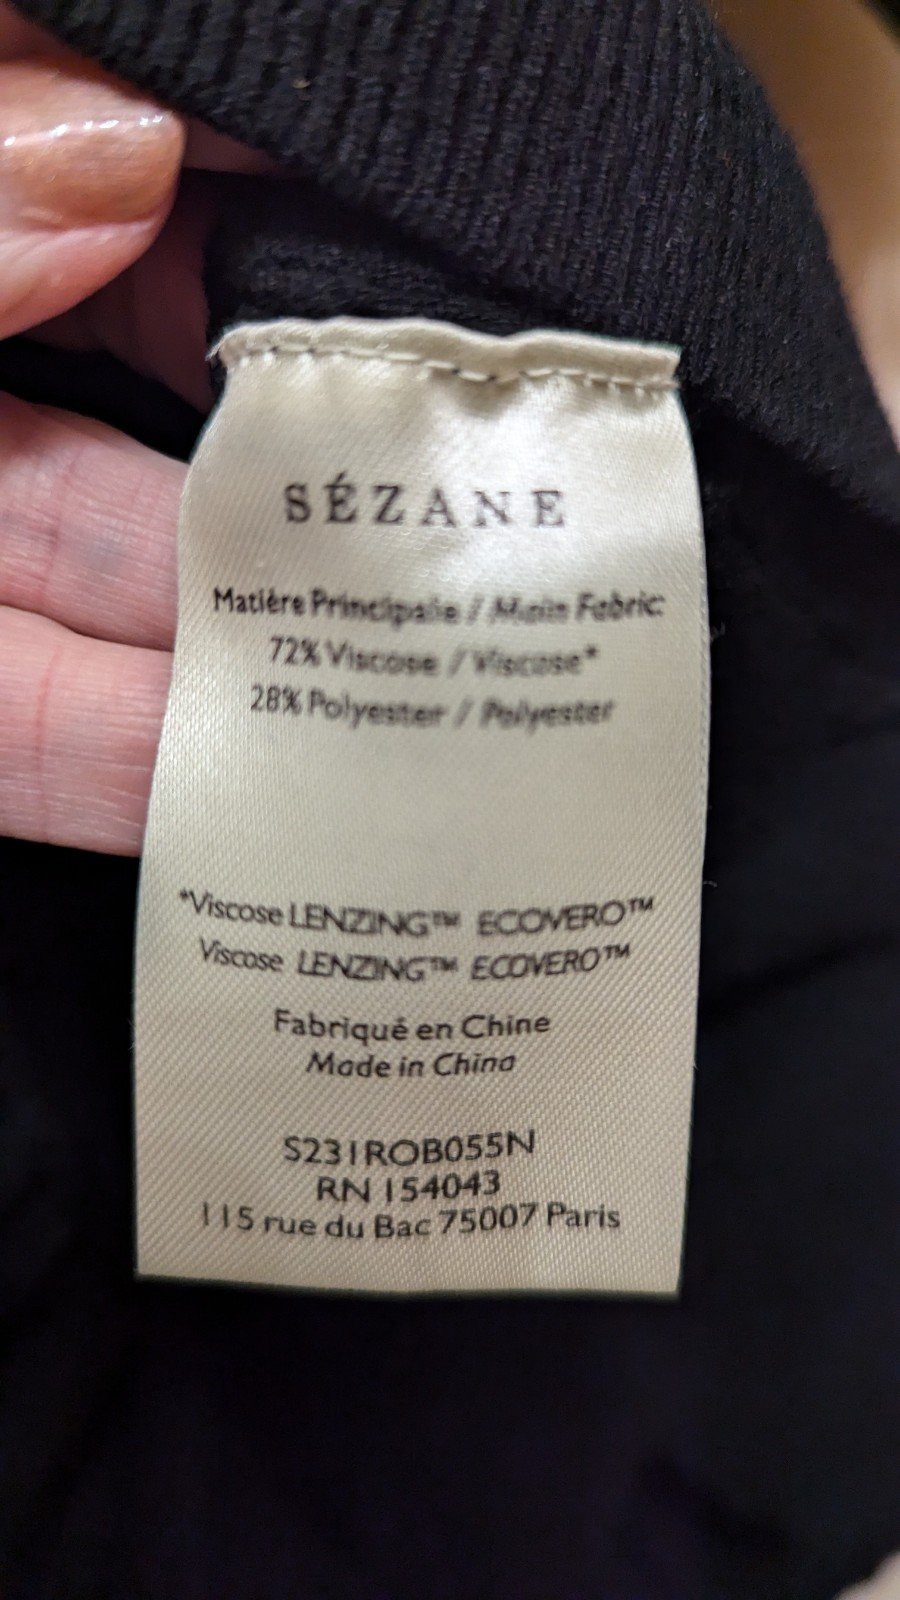 SÉZANE
Matière Principale / Main Fabric:
72% Viscose / Viscose*
28% Polyester / Polyester
*Viscose LENZING™ ECOVERO™
Viscose LENZING™ ECOVERO™
Fabriqué en Chine
Made in China
S231ROB055N
RN 154043
115 rue du Bac 75007 Paris